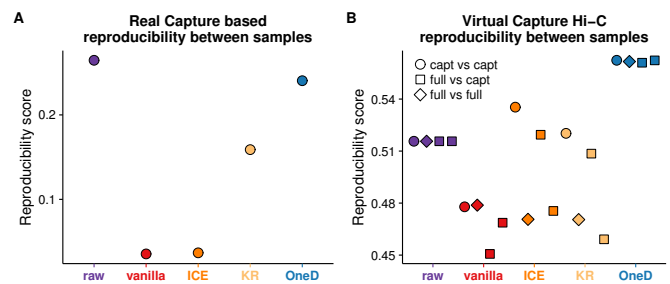 A
Real Capture based
reproducibility between samples
Reproducibility score
0.2
0.1
raw
vanilla
ICE
KR
OneD
B
Virtual Capture Hi−C
reproducibility between samples
capt vs capt
full vs capt
full vs full
Reproducibility score
0.54
0.51
0.48
0.45
raw
vanilla
ICE
KR
OneD